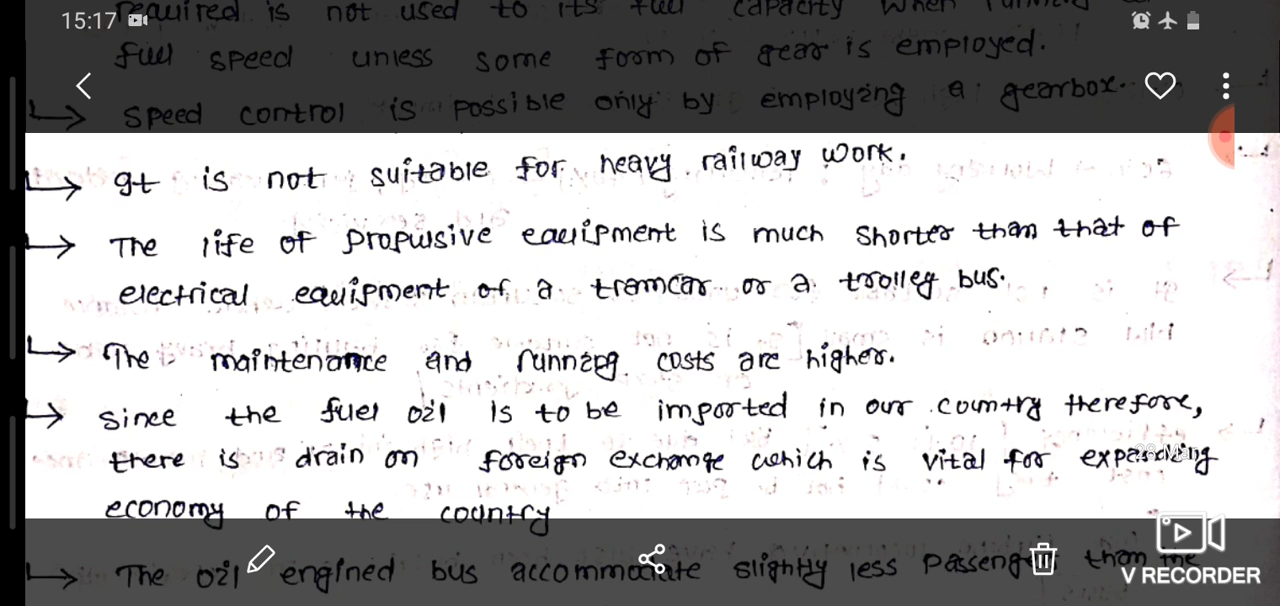 15:17
required is not used to its full capacity when
full speed unless some form of gear is employed.
↳ speed control is possible only by employing a gearbox.
↳ It is not suitable for heavy railway work.
↳ The life of propulsive equipment is much shorter than that of
electrical equipment of a tramcar or a trolley bus.
↳ The maintenance and running costs are higher.
↳ since the fuel oil is to be imported in our country therefore,
there is drain on foreign exchange which is vital for expanding
economy of the country
↳ The oil engined bus accommodate slightly less passenger than the
V RECORDER